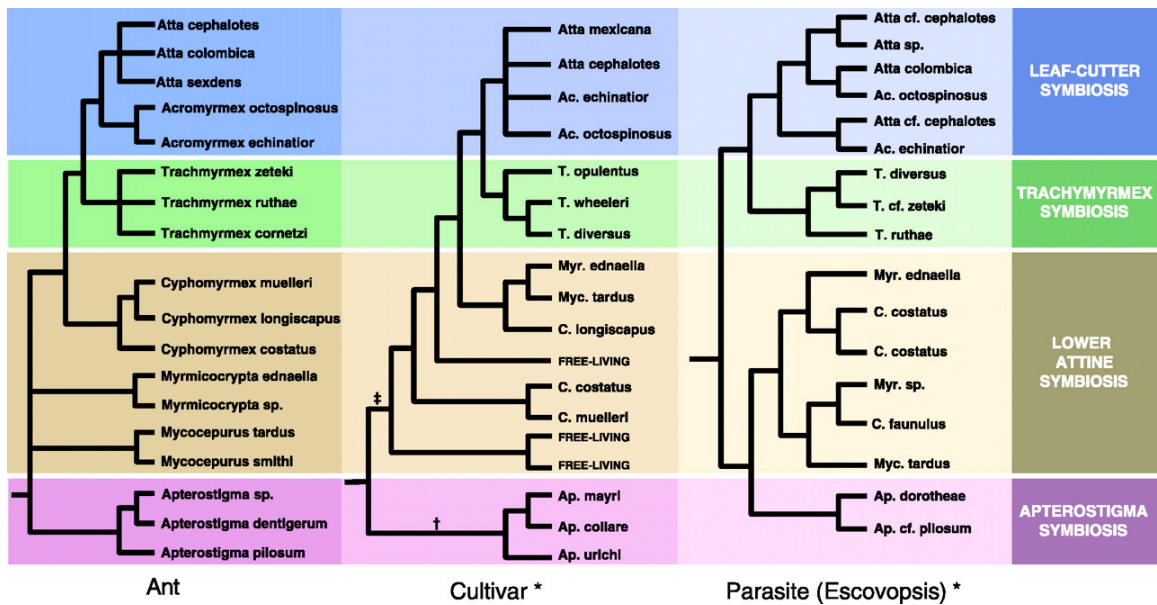 Atta cephalotes
Atta colombica
Atta sexdens
Acromyrmex octospinosus
Acromyrmex echinatior
Trachmyrmex zeteki
Trachmyrmex ruthae
Trachmyrmex cornetzi
Cyphomyrmex muelleri
Cyphomyrmex longiscapus
Cyphomyrmex costatus
Myrmicocrypta ednaella
Myrmicocrypta sp.
Mycocepurus tardus
Mycocepurus smithi
Apterostigma sp.
Apterostigma dentigerum
Apterostigma pilosum
Ant
Atta mexicana
Atta cephalotes
Ac. echinatior
Ac. octospinosus
T. opulentus
T. wheeleri
T. diversus
Myr. ednaella
Myc. tardus
C. longiscapus
FREE-LIVING
C. costatus
C. muelleri
FREE-LIVING
FREE-LIVING
‡
†
Ap. mayri
Ap. collare
Ap. urichi
Cultivar *
Atta cf. cephalotes
Atta sp.
Atta colombica
Ac. octospinosus
Atta cf. cephalotes
Ac. echinatior
T. diversus
T. cf. zeteki
T. ruthae
Myr. ednaella
C. costatus
C. costatus
Myr. sp.
C. faunulus
Myc. tardus
Ap. dorotheae
Ap. cf. pilosum
Parasite (Escovopsis) *
LEAF-CUTTER
SYMBIOSIS
TRACHYMYRMEX
SYMBIOSIS
LOWER
ATTINE
SYMBIOSIS
APTEROSTIGMA
SYMBIOSIS